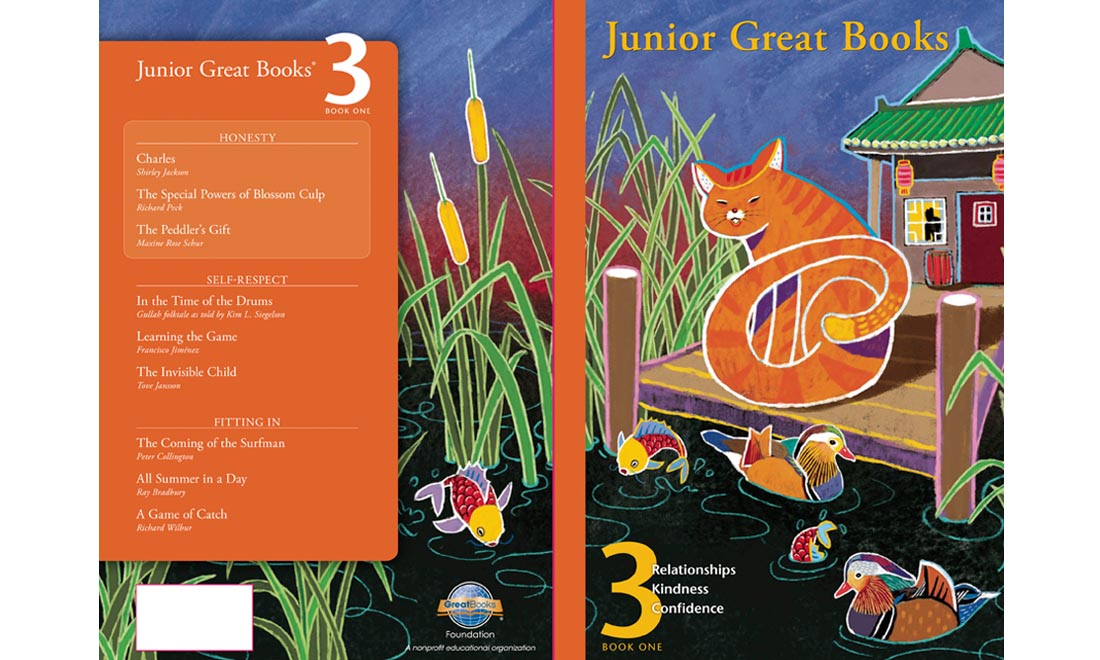 Junior Great Books®
3
BOOK ONE
HONESTY
Charles
Shirley Jackson
The Special Powers of Blossom Culp
Richard Peck
The Peddler's Gift
Maxine Rose Schur
SELF-RESPECT
In the Time of the Drums
Gullah folktale as told by Kim L. Siegelson
Learning the Game
Francisco Jiménez
The Invisible Child
Tove Jansson
FITTING IN
The Coming of the Surfman
Peter Collington
All Summer in a Day
Ray Bradbury
A Game of Catch
Richard Wilbur
GreatBooks
Foundation
A nonprofit educational organization
Junior Great Books
3
Relationships
Kindness
Confidence
BOOK ONE